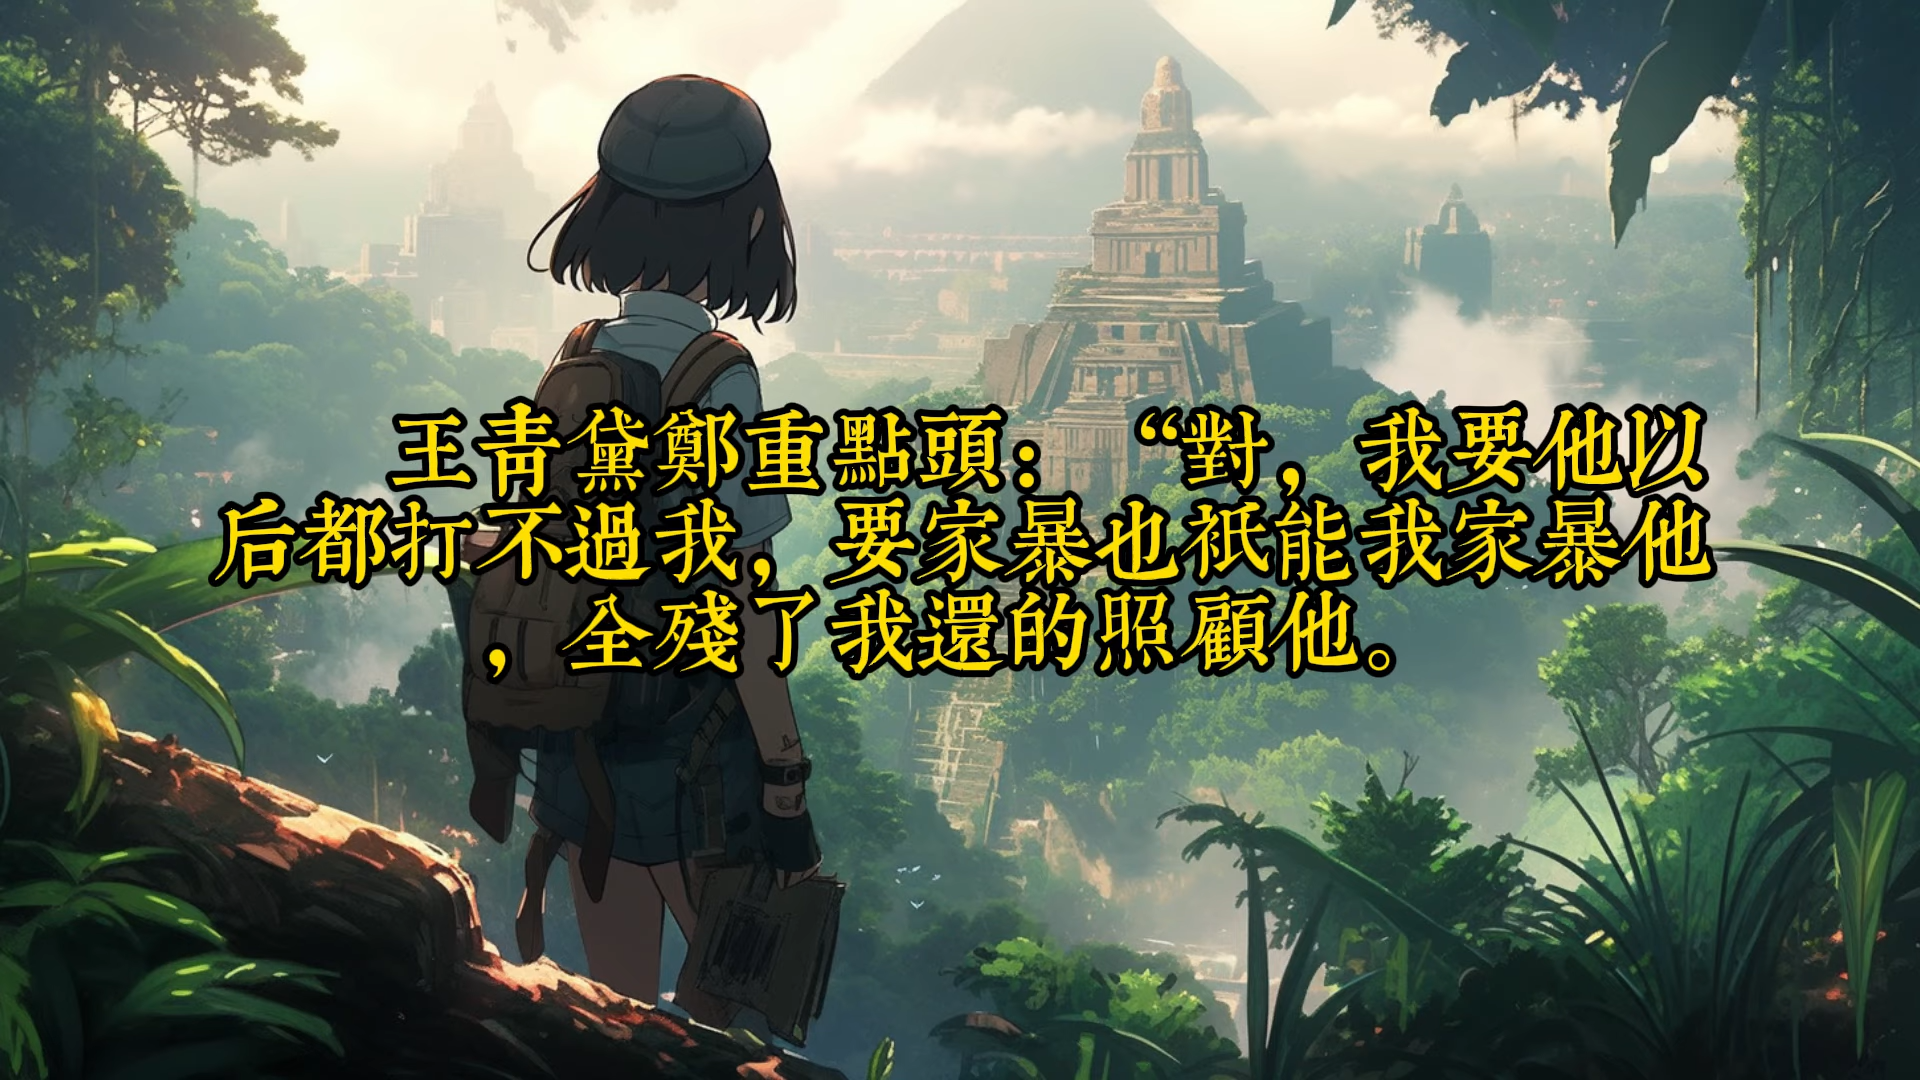 王青黛鄭重點頭：“對，我要他以
后都打不過我，要家暴也祇能我家暴他
，全殘了我還的照顧他。